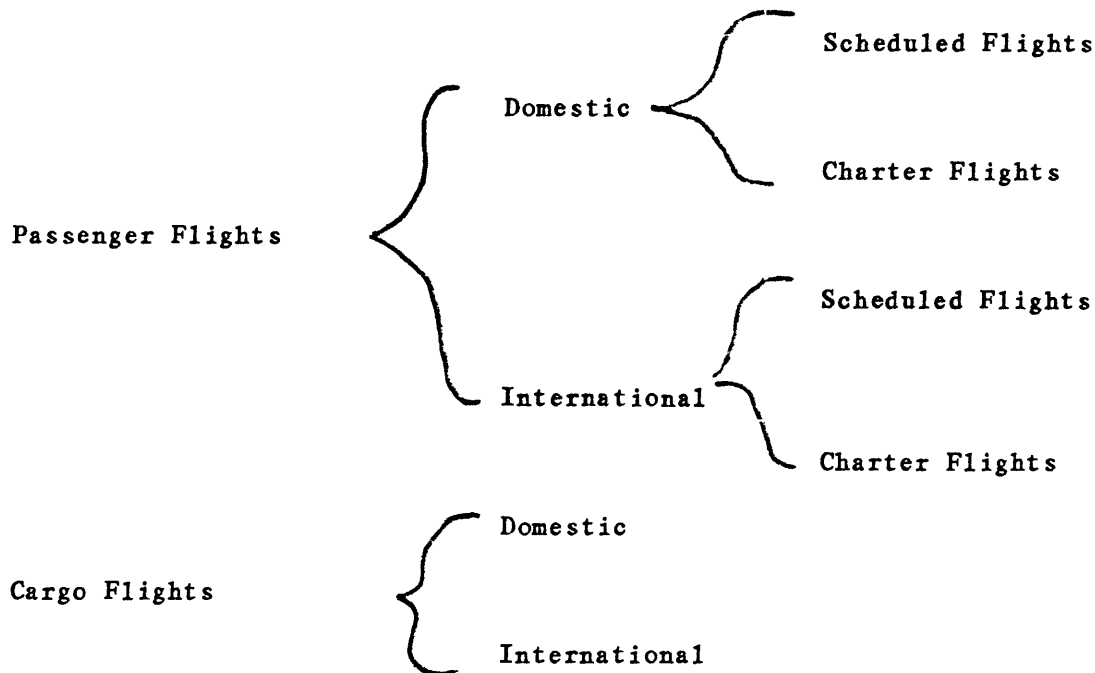 Scheduled Flights
Domestic
Charter Flights
Passenger Flights
Scheduled Flights
International
Charter Flights
Domestic
Cargo Flights
International